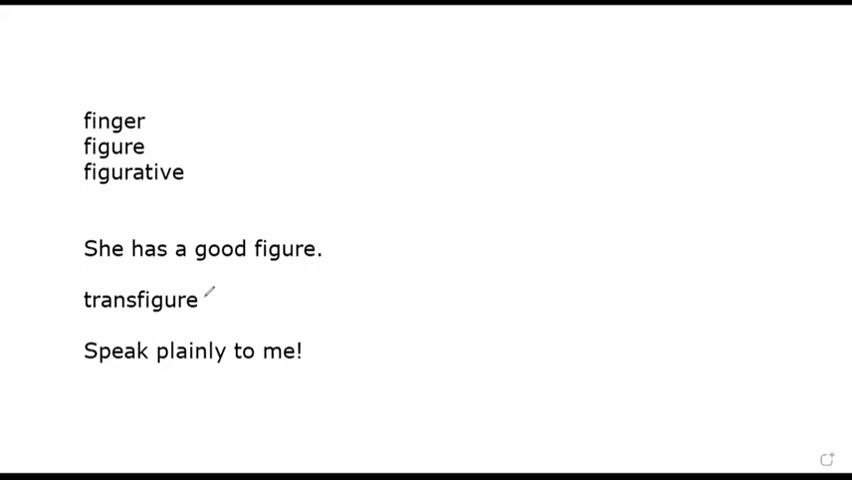 finger
figure
figurative
She has a good figure.
transfigure
Speak plainly to me!